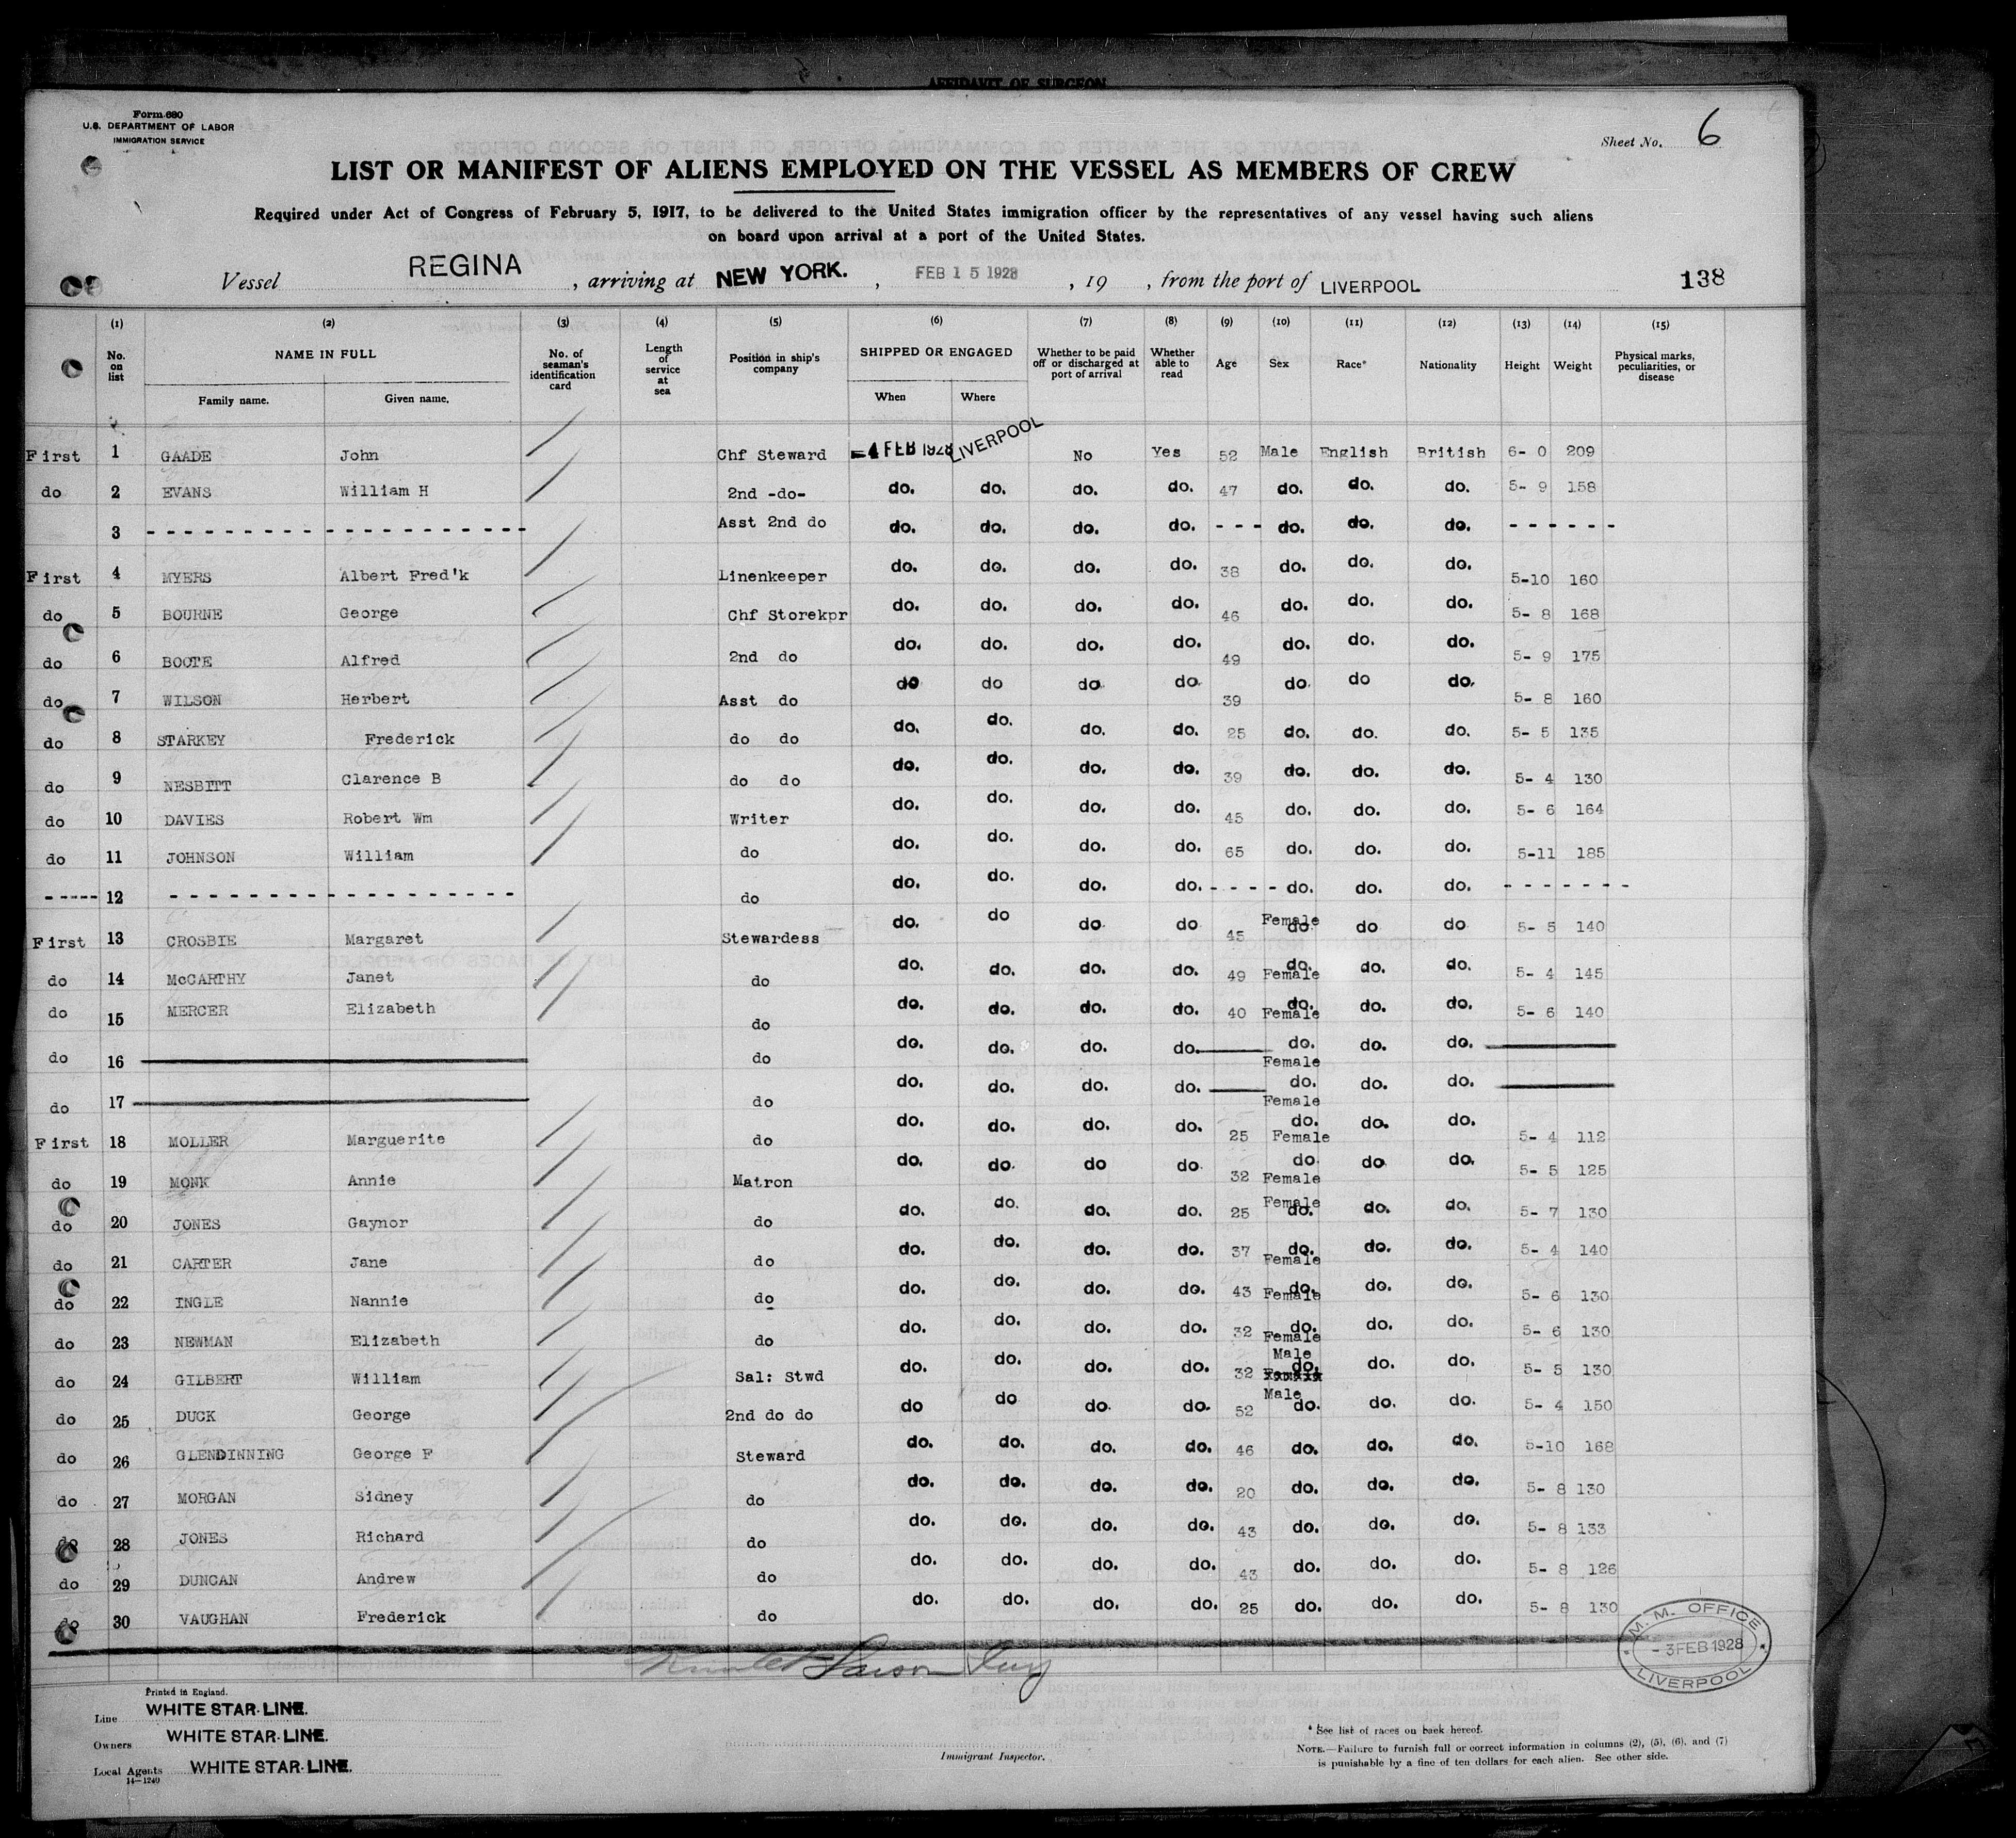 AFFIDAVIT OF SURGEON
Form 680
U.S. DEPARTMENT OF LABOR
IMMIGRATION SERVICE
Sheet No. 6
LIST OR MANIFEST OF ALIENS EMPLOYED ON THE VESSEL AS MEMBERS OF CREW
Required under Act of Congress of February 5, 1917, to be delivered to the United States immigration officer by the representatives of any vessel having such aliens
on board upon arrival at a port of the United States.
Vessel REGINA, arriving at NEW YORK., FEB 15 1928, 19 , from the port of LIVERPOOL 138
(1) (2) (3) (4) (5) (6) (7) (8) (9) (10) (11) (12) (13) (14) (15)
No. on list NAME IN FULL Family name. Given name. No. of seaman's identification card Length of service at sea Position in ship's company SHIPPED OR ENGAGED When Where Whether to be paid off or discharged at port of arrival Whether able to read Age Sex Race* Nationality Height Weight Physical marks, peculiarities, or disease
First 1 GAADE John Chf Steward -4 FEB 1928 LIVERPOOL No Yes 52 Male English British 6- 0 209
do 2 EVANS William H 2nd -do- do. do. do. do. 47 do. do. do. 5- 9 158
3 - - - - - - Asst 2nd do do. do. do. do. - - - do. do. do. - - - - - -
First 4 MYERS Albert Fred'k Linenkeeper do. do. do. do. 38 do. do. do. 5-10 160
do 5 BOURNE George Chf Storekpr do. do. do. do. 46 do. do. do. 5- 8 168
do 6 BOOTE Alfred 2nd do do. do. do. do. 49 do. do. do. 5- 9 175
do 7 WILSON Herbert Asst do do do do do. 39 do. do do. 5- 8 160
do 8 STARKEY Frederick do do do. do. do. do. 25 do. do. do. 5- 5 135
do 9 NESBITT Clarence B do do do. do. do. do. 39 do. do. do. 5- 4 130
do 10 DAVIES Robert Wm Writer do. do. do. do. 45 do. do. do. 5- 6 164
do 11 JOHNSON William do do. do. do. do. 65 do. do. do. 5-11 185
----- 12 - - - - - - do do. do. do. do. - - - - do. do. do. - - - - - -
First 13 CROSBIE Margaret Stewardess do. do do do 45 Female do. do do 5- 5 140
do 14 McCARTHY Janet do do. do. do. do. 49 do. Female do. do. 5- 4 145
do 15 MERCER Elizabeth do do. do. do. do. 40 do. Female do. do. 5- 6 140
do 16 do do. do. do. do. do. Female do. do.
do 17 do do. do. do. do. do. Female do. do.
First 18 MOLLER Marguerite do do. do. do. do. 25 do. Female do. do. 5- 4 112
do 19 MONK Annie Matron do. do. do do 32 do. Female do do. 5- 5 125
do 20 JONES Gaynor do do. do. do. do. 25 Female do. do. do. 5- 7 130
do 21 CARTER Jane do do. do. do. do. 37 do. Female do. do. 5- 4 140
do 22 INGLE Nannie do do. do. do. do. 43 do. Female do. do. 5- 6 130
do 23 NEWMAN Elizabeth do do. do. do. do. 32 do. Female do. do. 5- 6 130
do 24 GILBERT William Sal: Stwd do. do. do. do. 32 Male do. Female do. do. 5- 5 130
do 25 DUCK George 2nd do do do do do. do. 52 Male do. do. do. 5- 4 150
do 26 GLENDINNING George F Steward do. do. do. do. 46 do. do. do. 5-10 168
do 27 MORGAN Sidney do do. do. do. do. 20 do. do. do. 5- 8 130
do 28 JONES Richard do do. do. do. do. 43 do. do. do. 5- 8 133
do 29 DUNCAN Andrew do do. do. do. do. 43 do. do. do. 5- 8 126
do 30 VAUGHAN Frederick do do. do. do. do. 25 do. do. do. 5- 8 130
M.M. OFFICE
- 3 FEB 1928
LIVERPOOL
Printed in England.
Line WHITE STAR LINE.
Owners WHITE STAR LINE.
Local Agents WHITE STAR LINE.
14-1240
Immigrant Inspector.
* See list of races on back hereof.
NOTE.—Failure to furnish full or correct information in columns (2), (5), (6), and (7)
is punishable by a fine of ten dollars for each alien. See other side.